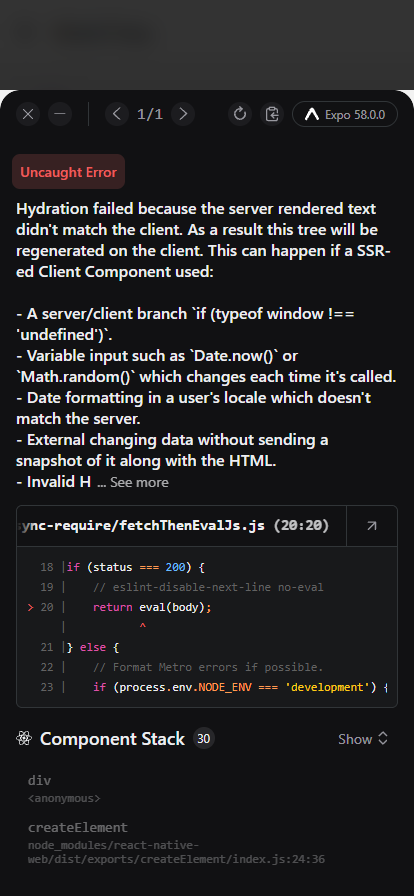 1/1
Expo 58.0.0
Uncaught Error
Hydration failed because the server rendered text
didn't match the client. As a result this tree will be
regenerated on the client. This can happen if a SSR-
ed Client Component used:
- A server/client branch `if (typeof window !==
'undefined')`.
- Variable input such as `Date.now()` or
`Math.random()` which changes each time it's called.
- Date formatting in a user's locale which doesn't
match the server.
- External changing data without sending a
snapshot of it along with the HTML.
- Invalid H ... See more
ync-require/fetchThenEvalJs.js (20:20)
18 |if (status === 200) {
19 | // eslint-disable-next-line no-eval
> 20 | return eval(body);
| ^
21 |} else {
22 | // Format Metro errors if possible.
23 | if (process.env.NODE_ENV === 'development') {
Component Stack 30
Show
div
<anonymous>
createElement
node_modules/react-native-
web/dist/exports/createElement/index.js:24:36